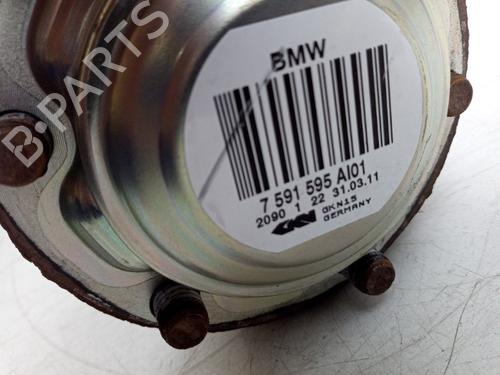 B-PARTS
BMW
7 591 595 AI01
2090 1 22 31.03.11
GKN GKN15
GERMANY